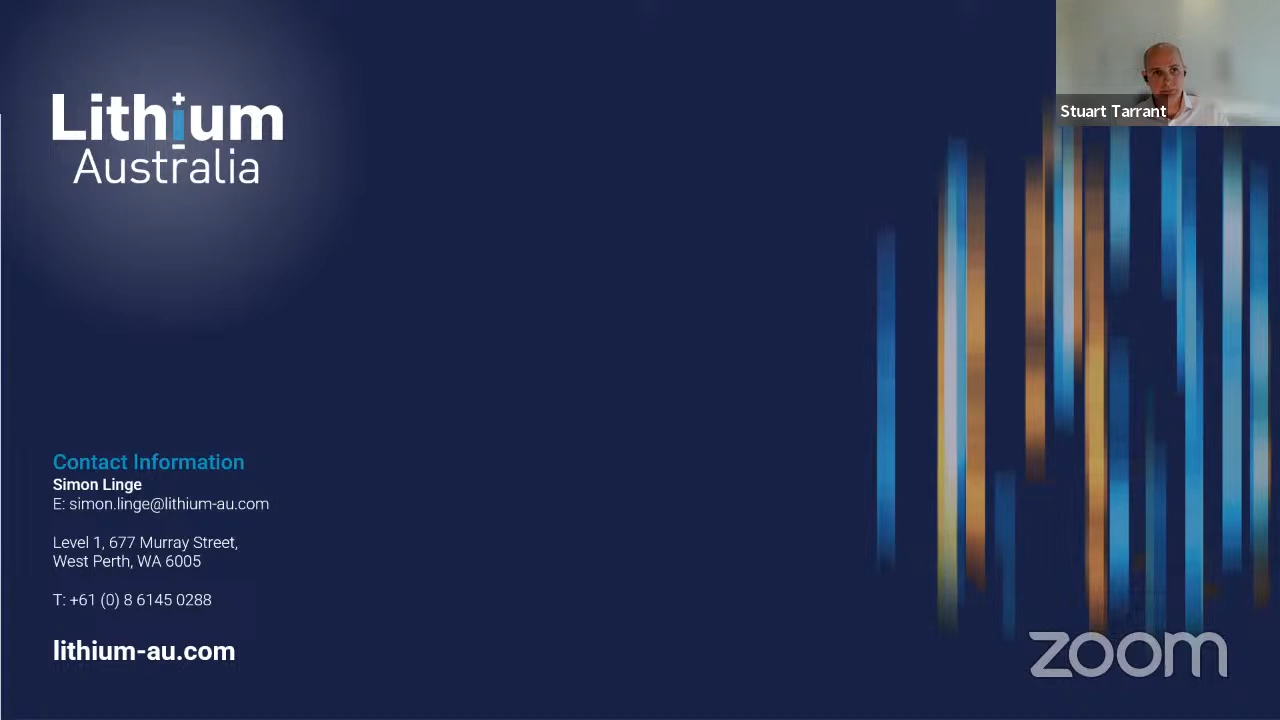 Lithium
Australia
Stuart Tarrant
Contact Information
Simon Linge
E: simon.linge@lithium-au.com
Level 1, 677 Murray Street,
West Perth, WA 6005
T: +61 (0) 8 6145 0288
lithium-au.com
zoom